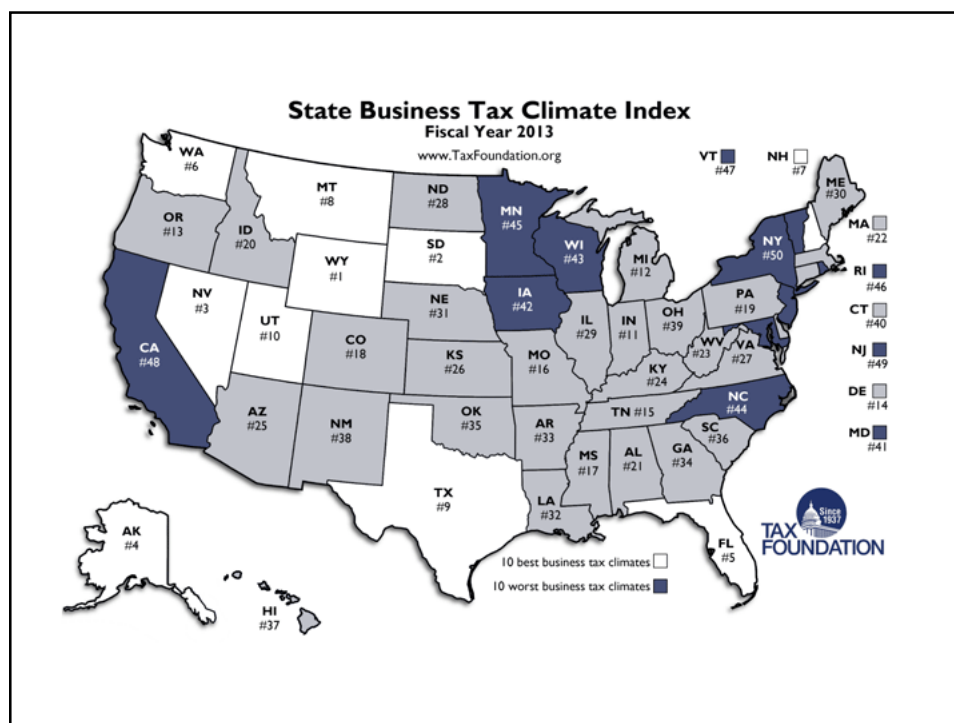 State Business Tax Climate Index
Fiscal Year 2013
www.TaxFoundation.org
VT
#47
NH
#7
WA
#6
MT
#8
ND
#28
MN
#45
ME
#30
OR
#13
ID
#20
SD
#2
WI
#43
NY
#50
MA
#22
WY
#1
MI
#12
RI
#46
NV
#3
NE
#31
IA
#42
PA
#19
CT
#40
UT
#10
IL
#29
IN
#11
OH
#39
CA
#48
CO
#18
KS
#26
MO
#16
WV
#23
VA
#27
NJ
#49
KY
#24
DE
#14
AZ
#25
NM
#38
OK
#35
AR
#33
TN #15
NC
#44
SC
#36
MD
#41
MS
#17
AL
#21
GA
#34
TX
#9
LA
#32
AK
#4
FL
#5
HI
#37
10 best business tax climates
10 worst business tax climates
Since
1937
TAX
FOUNDATION